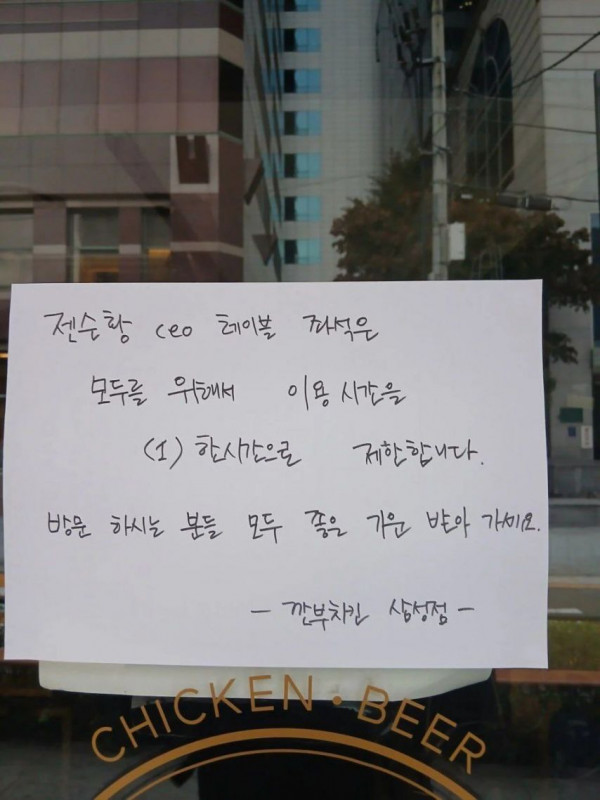 젠슨황 ceo 테이블 좌석은
모두를 위해서 이용 시간을
(1) 한시간으로 제한합니다.
방문 하시는 분들 모두 좋은 기운 받아 가세요.
- 깐부치킨 삼성점 -
CHICKEN · BEER